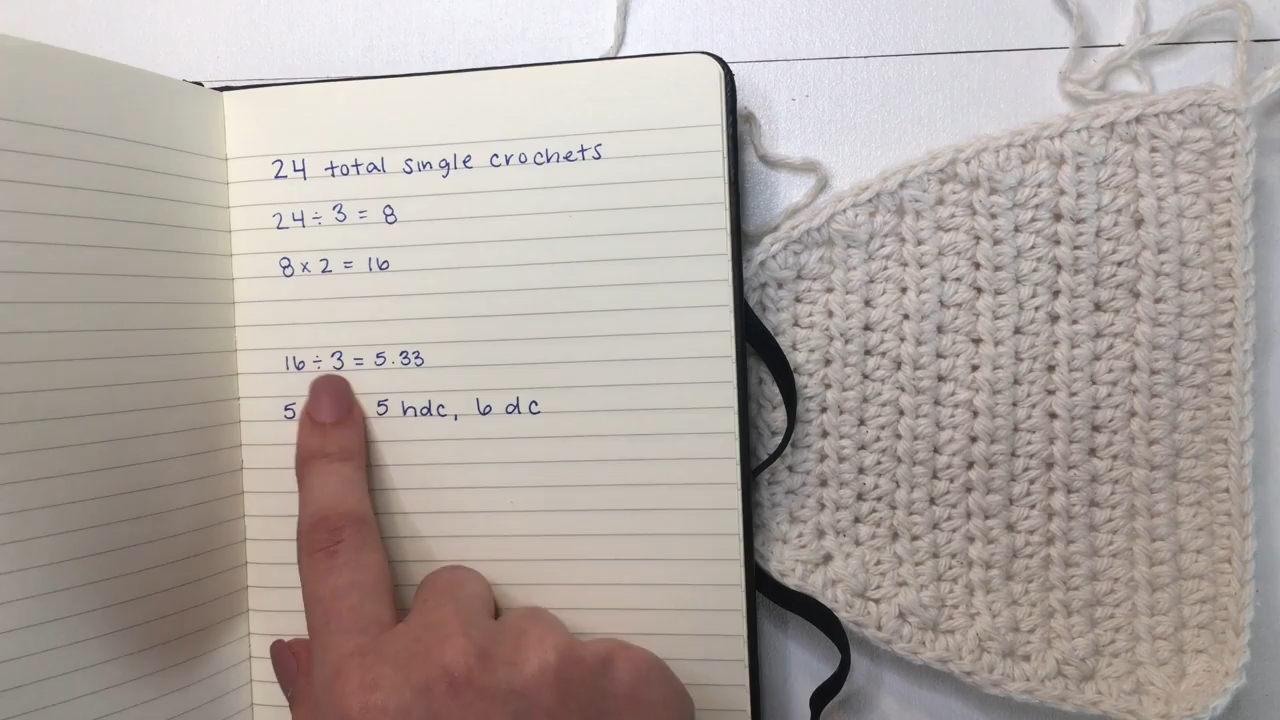 24 total single crochets
24 ÷ 3 = 8
8 × 2 = 16
16 ÷ 3 = 5.33
5 5 hdc, 6 dc